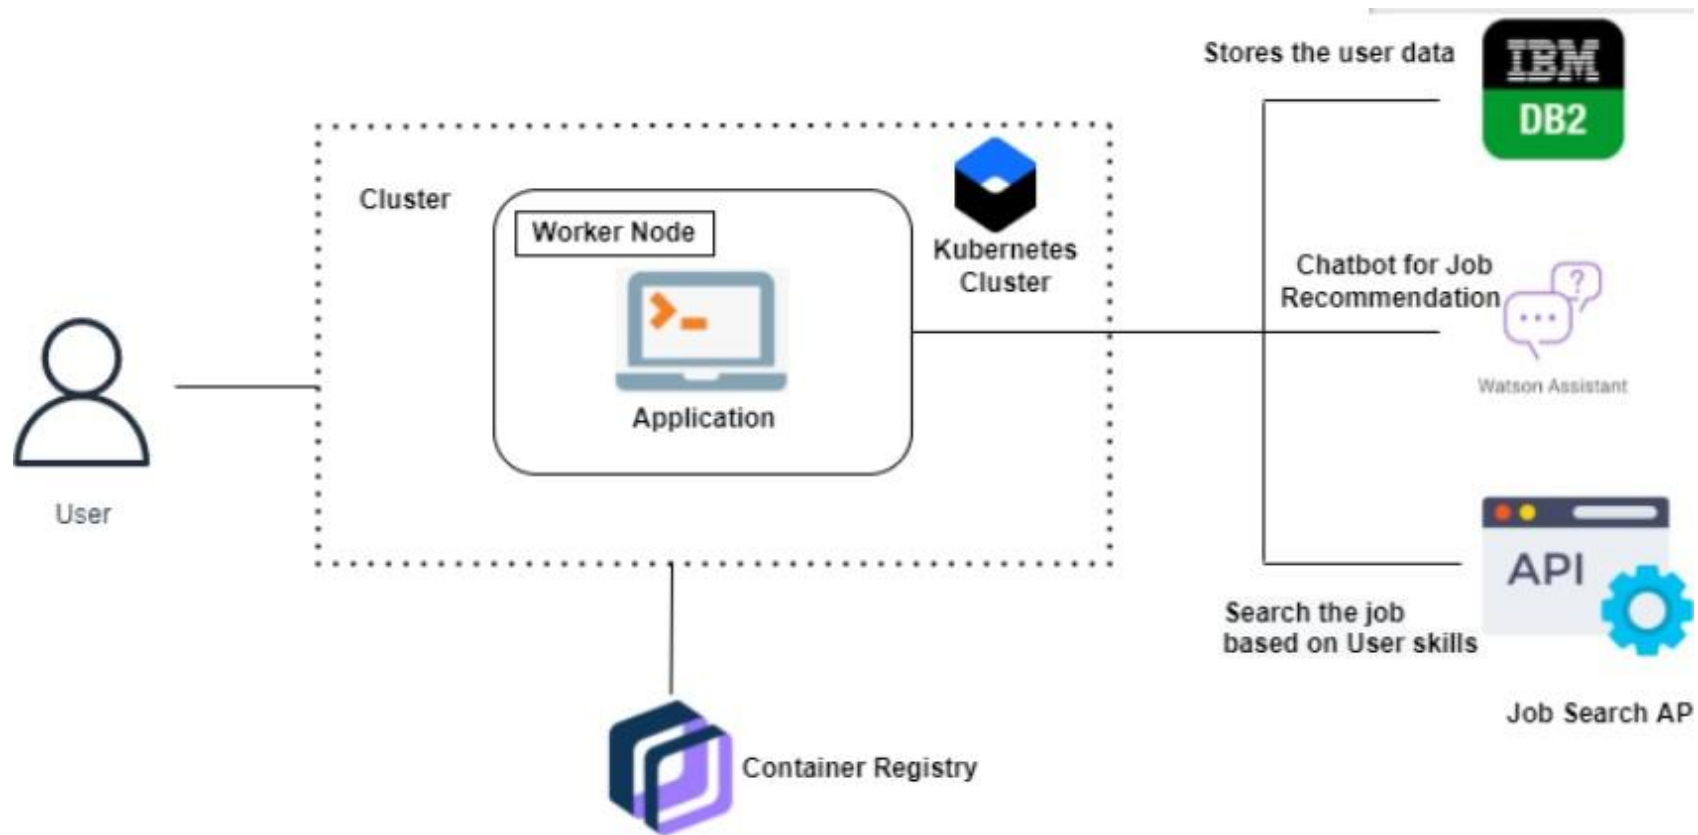 Stores the user data
IBM
DB2
Cluster
Worker Node
Kubernetes
Cluster
Application
Chatbot for Job
Recommendation
?
Watson Assistant
User
API
Search the job
based on User skills
Job Search AP
Container Registry